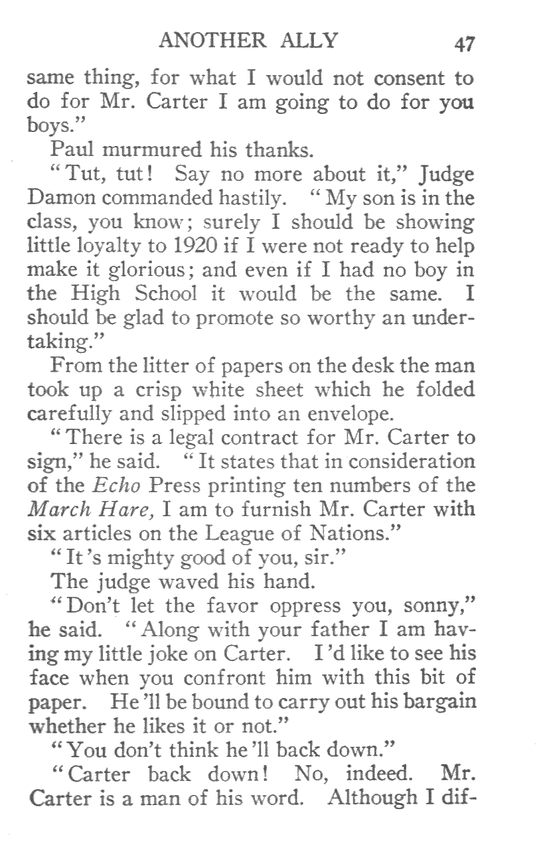 ANOTHER ALLY 47
same thing, for what I would not consent to
do for Mr. Carter I am going to do for you
boys.”
Paul murmured his thanks.
“Tut, tut! Say no more about it,” Judge
Damon commanded hastily. “My son is in the
class, you know; surely I should be showing
little loyalty to 1920 if I were not ready to help
make it glorious; and even if I had no boy in
the High School it would be the same. I
should be glad to promote so worthy an under-
taking.”
From the litter of papers on the desk the man
took up a crisp white sheet which he folded
carefully and slipped into an envelope.
“There is a legal contract for Mr. Carter to
sign,” he said. “It states that in consideration
of the Echo Press printing ten numbers of the
March Hare, I am to furnish Mr. Carter with
six articles on the League of Nations.”
“It’s mighty good of you, sir.”
The judge waved his hand.
“Don’t let the favor oppress you, sonny,”
he said. “Along with your father I am hav-
ing my little joke on Carter. I’d like to see his
face when you confront him with this bit of
paper. He’ll be bound to carry out his bargain
whether he likes it or not.”
“You don’t think he’ll back down.”
“Carter back down! No, indeed. Mr.
Carter is a man of his word. Although I dif-